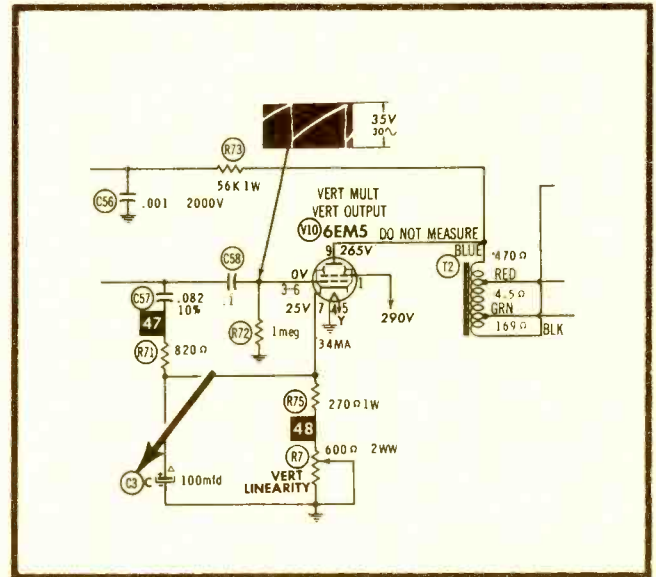 35V
30∿
R73
56K 1W
C56
.001 2000V
VERT MULT
VERT OUTPUT
V10 6EM5 DO NOT MEASURE
9 265V
BLUE
T2
470Ω
RED
4.5Ω
GRN
169Ω
BLK
C58
.1
0V
3-6
1
C57
.082
10%
25V
7 4 5
Y
290V
47
R72
1meg
34MA
R71
820Ω
R75
270Ω 1W
48
R7
600Ω 2WW
C3
C
100mfd
VERT
LINEARITY